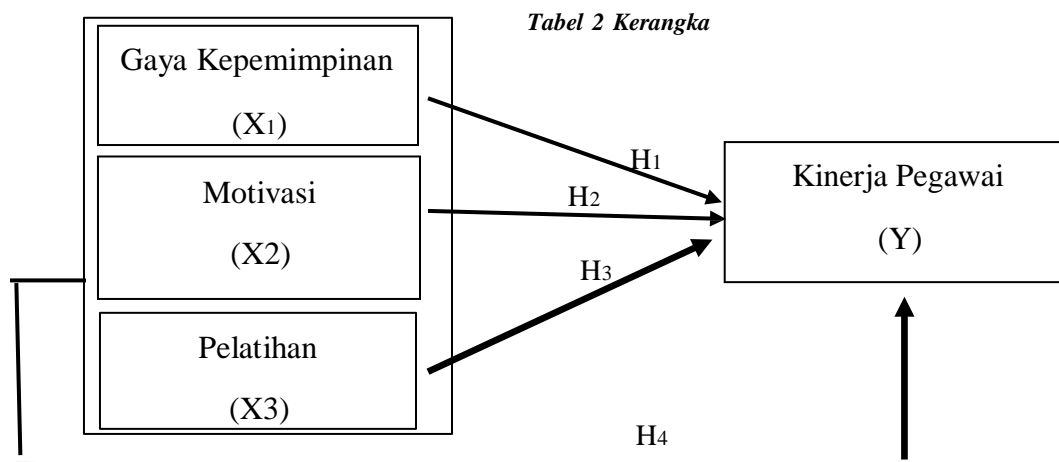 Tabel 2 Kerangka
Gaya Kepemimpinan
(X1)
Motivasi
(X2)
Pelatihan
(X3)
H1
H2
H3
H4
Kinerja Pegawai
(Y)